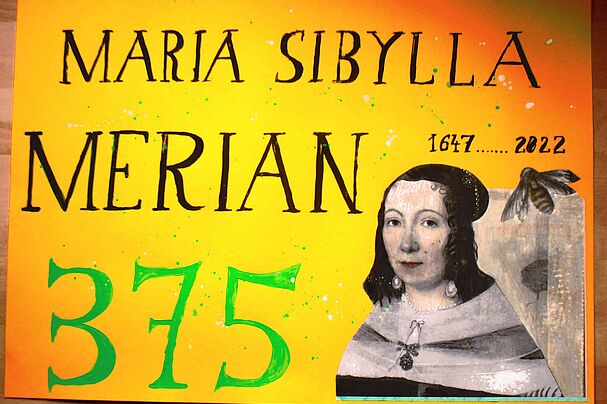 MARIA SIBYLLA
MERIAN
1647.......2022
375